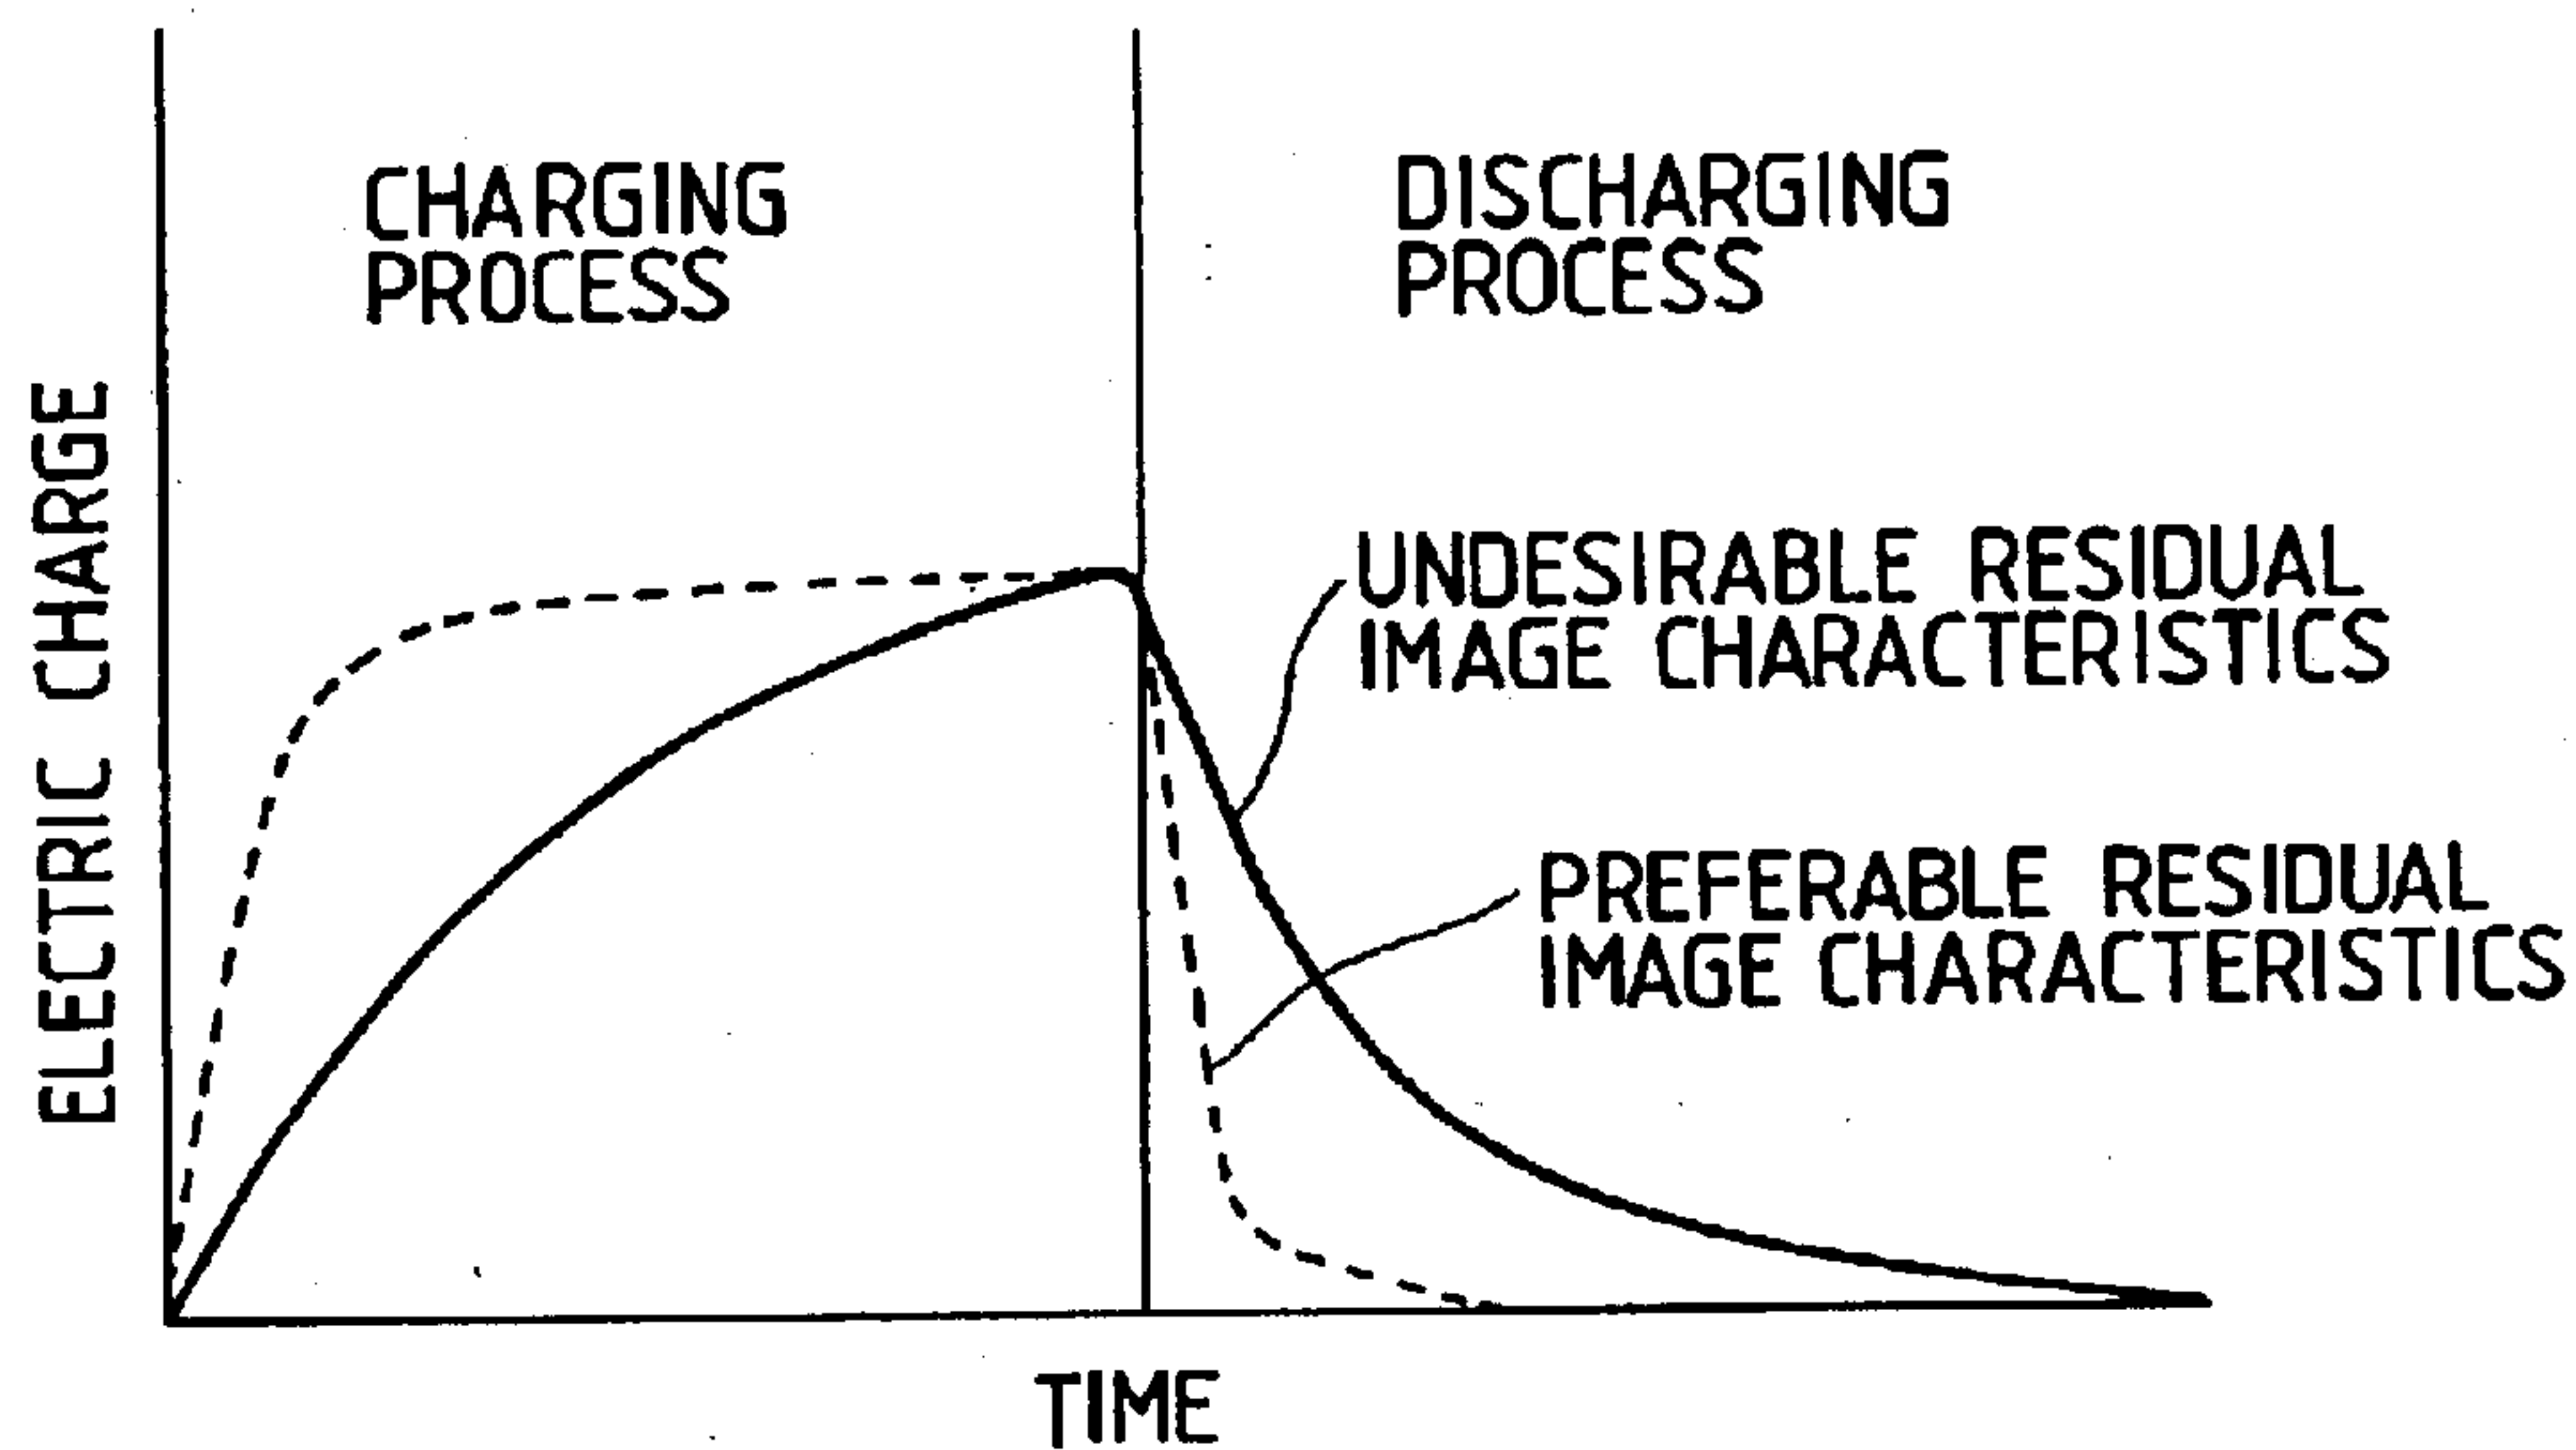 CHARGING
PROCESS
DISCHARGING
PROCESS
ELECTRIC CHARGE
UNDESIRABLE RESIDUAL
IMAGE CHARACTERISTICS
PREFERABLE RESIDUAL
IMAGE CHARACTERISTICS
TIME